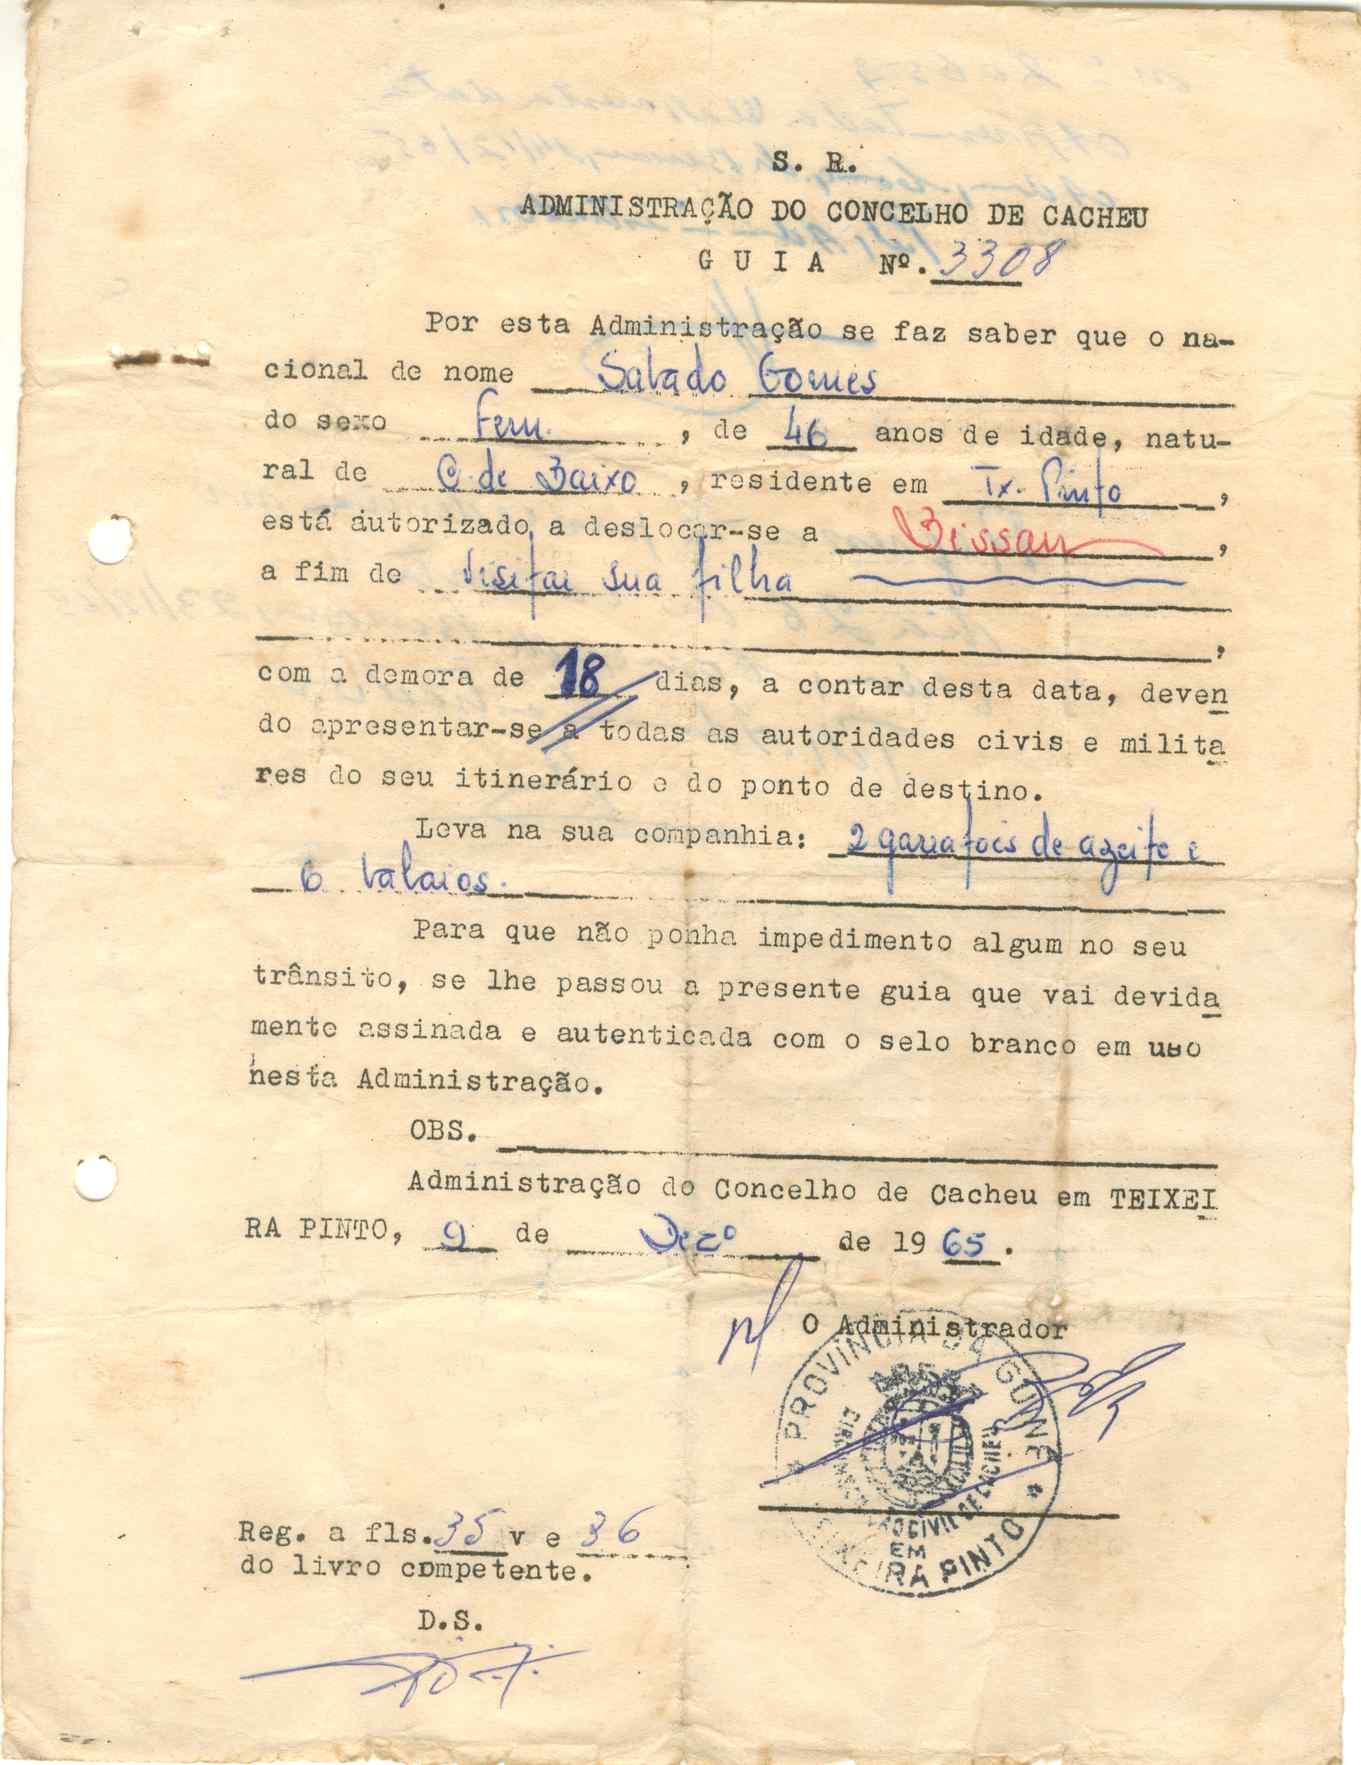 S. R.
ADMINISTRAÇÃO DO CONCELHO DE CACHEU
G U I A Nº. 3308
Por esta Administração se faz saber que o na-
cional de nome Sabado Gomes
do sexo Fem. , de 46 anos de idade, natu-
ral de C. de Baixo , residente em Tx. Pinto ,
está autorizado a deslocar-se a Bissau ,
a fim de visitar sua filha
,
com a demora de 18 dias, a contar desta data, deven
do apresentar-se a todas as autoridades civis e milita
res do seu itinerário e do ponto de destino.
Leva na sua companhia: 2 garrafões de azeite e
6 balaios.
Para que não ponha impedimento algum no seu
trânsito, se lhe passou a presente guia que vai devida
mente assinada e autenticada com o selo branco em uso
nesta Administração.
OBS.
Administração do Concelho de Cacheu em TEIXEI
RA PINTO, 9 de Dezº de 1965.
O Administrador
PROVÍNCIA DA GUINÉ
CIVIL DE CACHEU
EM
TEIXEIRA PINTO
Reg. a fls. 35 v e 36
do livro competente.
D.S.